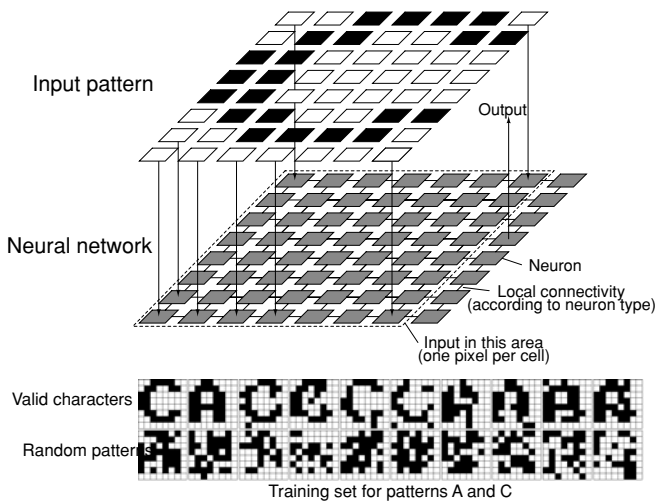 Input pattern
Output
Neural network
Neuron
Local connectivity
(according to neuron type)
Input in this area
(one pixel per cell)
Valid characters
Random patterns
Training set for patterns A and C